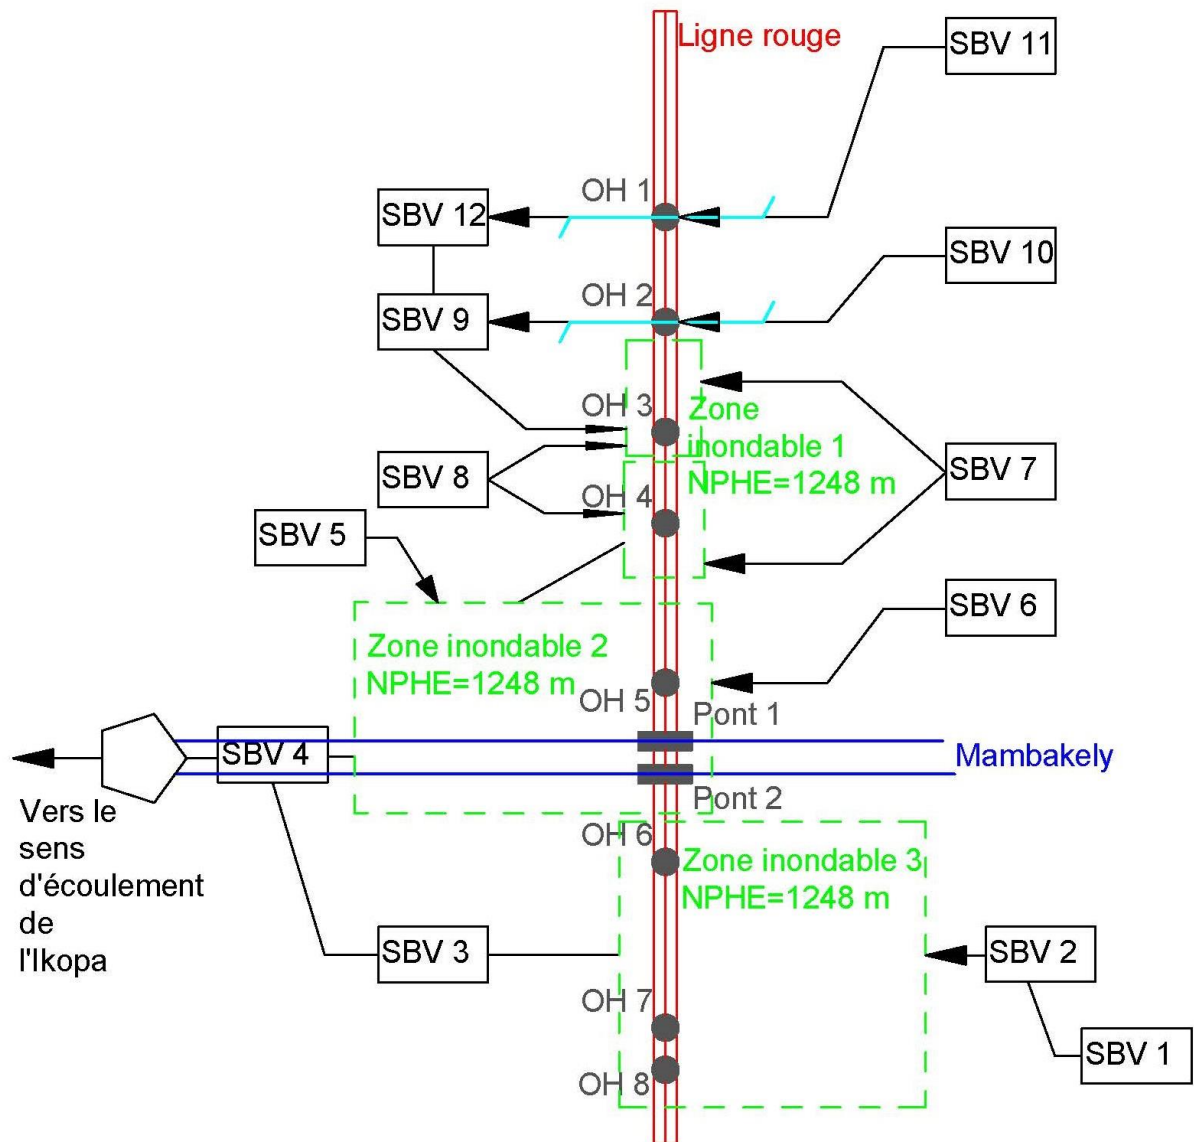 Ligne rouge
SBV 11
OH 1
SBV 12
SBV 10
OH 2
SBV 9
OH 3
Zone
inondable 1
NPHE=1248 m
SBV 7
SBV 8
OH 4
SBV 5
SBV 6
Zone inondable 2
NPHE=1248 m
OH 5
Pont 1
SBV 4
Mambakely
Pont 2
Vers le
sens
d'écoulement
de
l'Ikopa
OH 6
Zone inondable 3
NPHE=1248 m
SBV 3
SBV 2
OH 7
SBV 1
OH 8